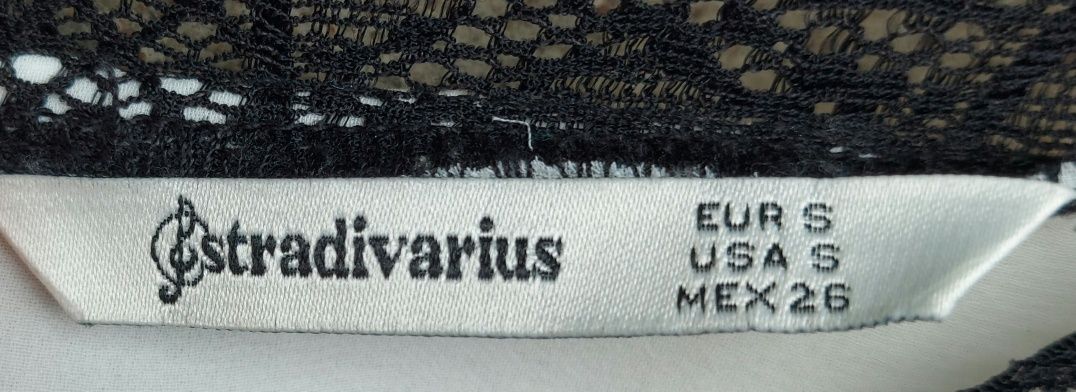 stradivarius
EUR S
USA S
MEX 26